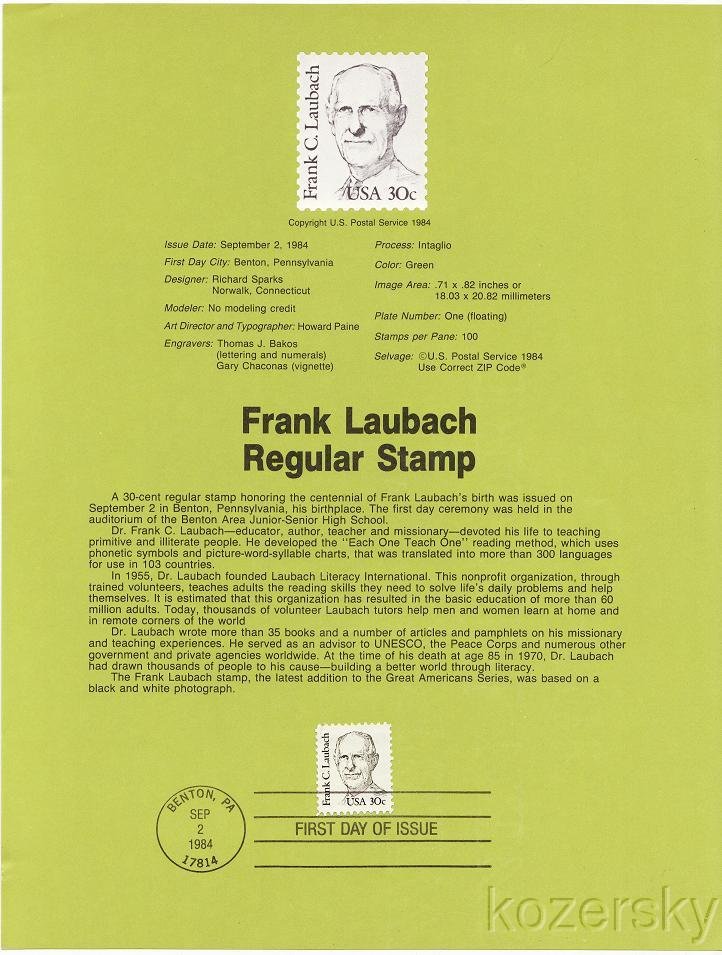 Frank C. Laubach
USA 30c
Copyright U.S. Postal Service 1984
Issue Date: September 2, 1984
First Day City: Benton, Pennsylvania
Designer: Richard Sparks
Norwalk, Connecticut
Modeler: No modeling credit
Art Director and Typographer: Howard Paine
Engravers: Thomas J. Bakos
(lettering and numerals)
Gary Chaconas (vignette)
Process: Intaglio
Color: Green
Image Area: .71 x .82 inches or
18.03 x 20.82 millimeters
Plate Number: One (floating)
Stamps per Pane: 100
Selvage: ©U.S. Postal Service 1984
Use Correct ZIP Code®
Frank Laubach
Regular Stamp
A 30-cent regular stamp honoring the centennial of Frank Laubach's birth was issued on
September 2 in Benton, Pennsylvania, his birthplace. The first day ceremony was held in the
auditorium of the Benton Area Junior-Senior High School.
Dr. Frank C. Laubach—educator, author, teacher and missionary—devoted his life to teaching
primitive and illiterate people. He developed the "Each One Teach One" reading method, which uses
phonetic symbols and picture-word-syllable charts, that was translated into more than 300 languages
for use in 103 countries.
In 1955, Dr. Laubach founded Laubach Literacy International. This nonprofit organization, through
trained volunteers, teaches adults the reading skills they need to solve life's daily problems and help
themselves. It is estimated that this organization has resulted in the basic education of more than 60
million adults. Today, thousands of volunteer Laubach tutors help men and women learn at home and
in remote corners of the world
Dr. Laubach wrote more than 35 books and a number of articles and pamphlets on his missionary
and teaching experiences. He served as an advisor to UNESCO, the Peace Corps and numerous other
government and private agencies worldwide. At the time of his death at age 85 in 1970, Dr. Laubach
had drawn thousands of people to his cause—building a better world through literacy.
The Frank Laubach stamp, the latest addition to the Great Americans Series, was based on a
black and white photograph.
Frank C. Laubach
USA 30c
BENTON, PA
SEP
2
1984
17814
FIRST DAY OF ISSUE
kozersky